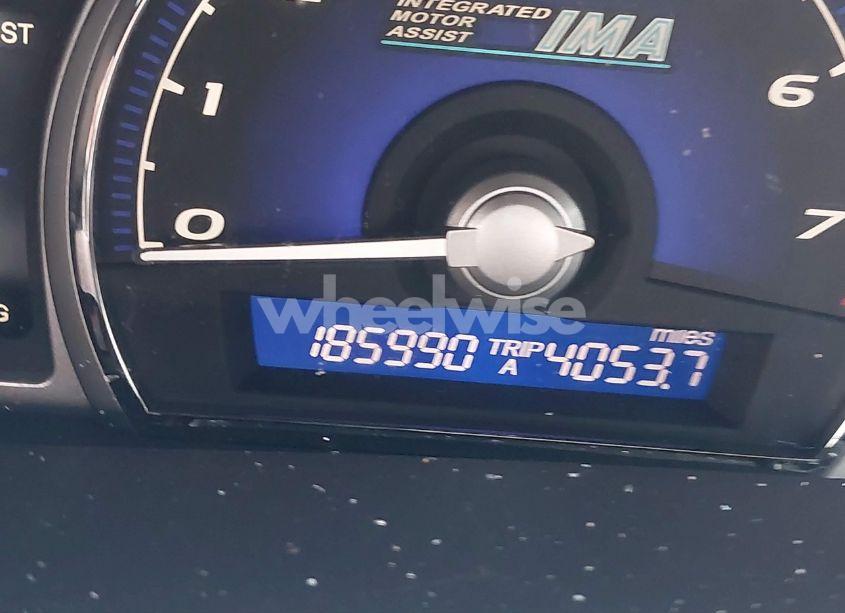 INTEGRATED
MOTOR
ASSIST
IMA
ST
1
6
0
7
G
wheelwise
miles
185990 TRIP A 4053.7